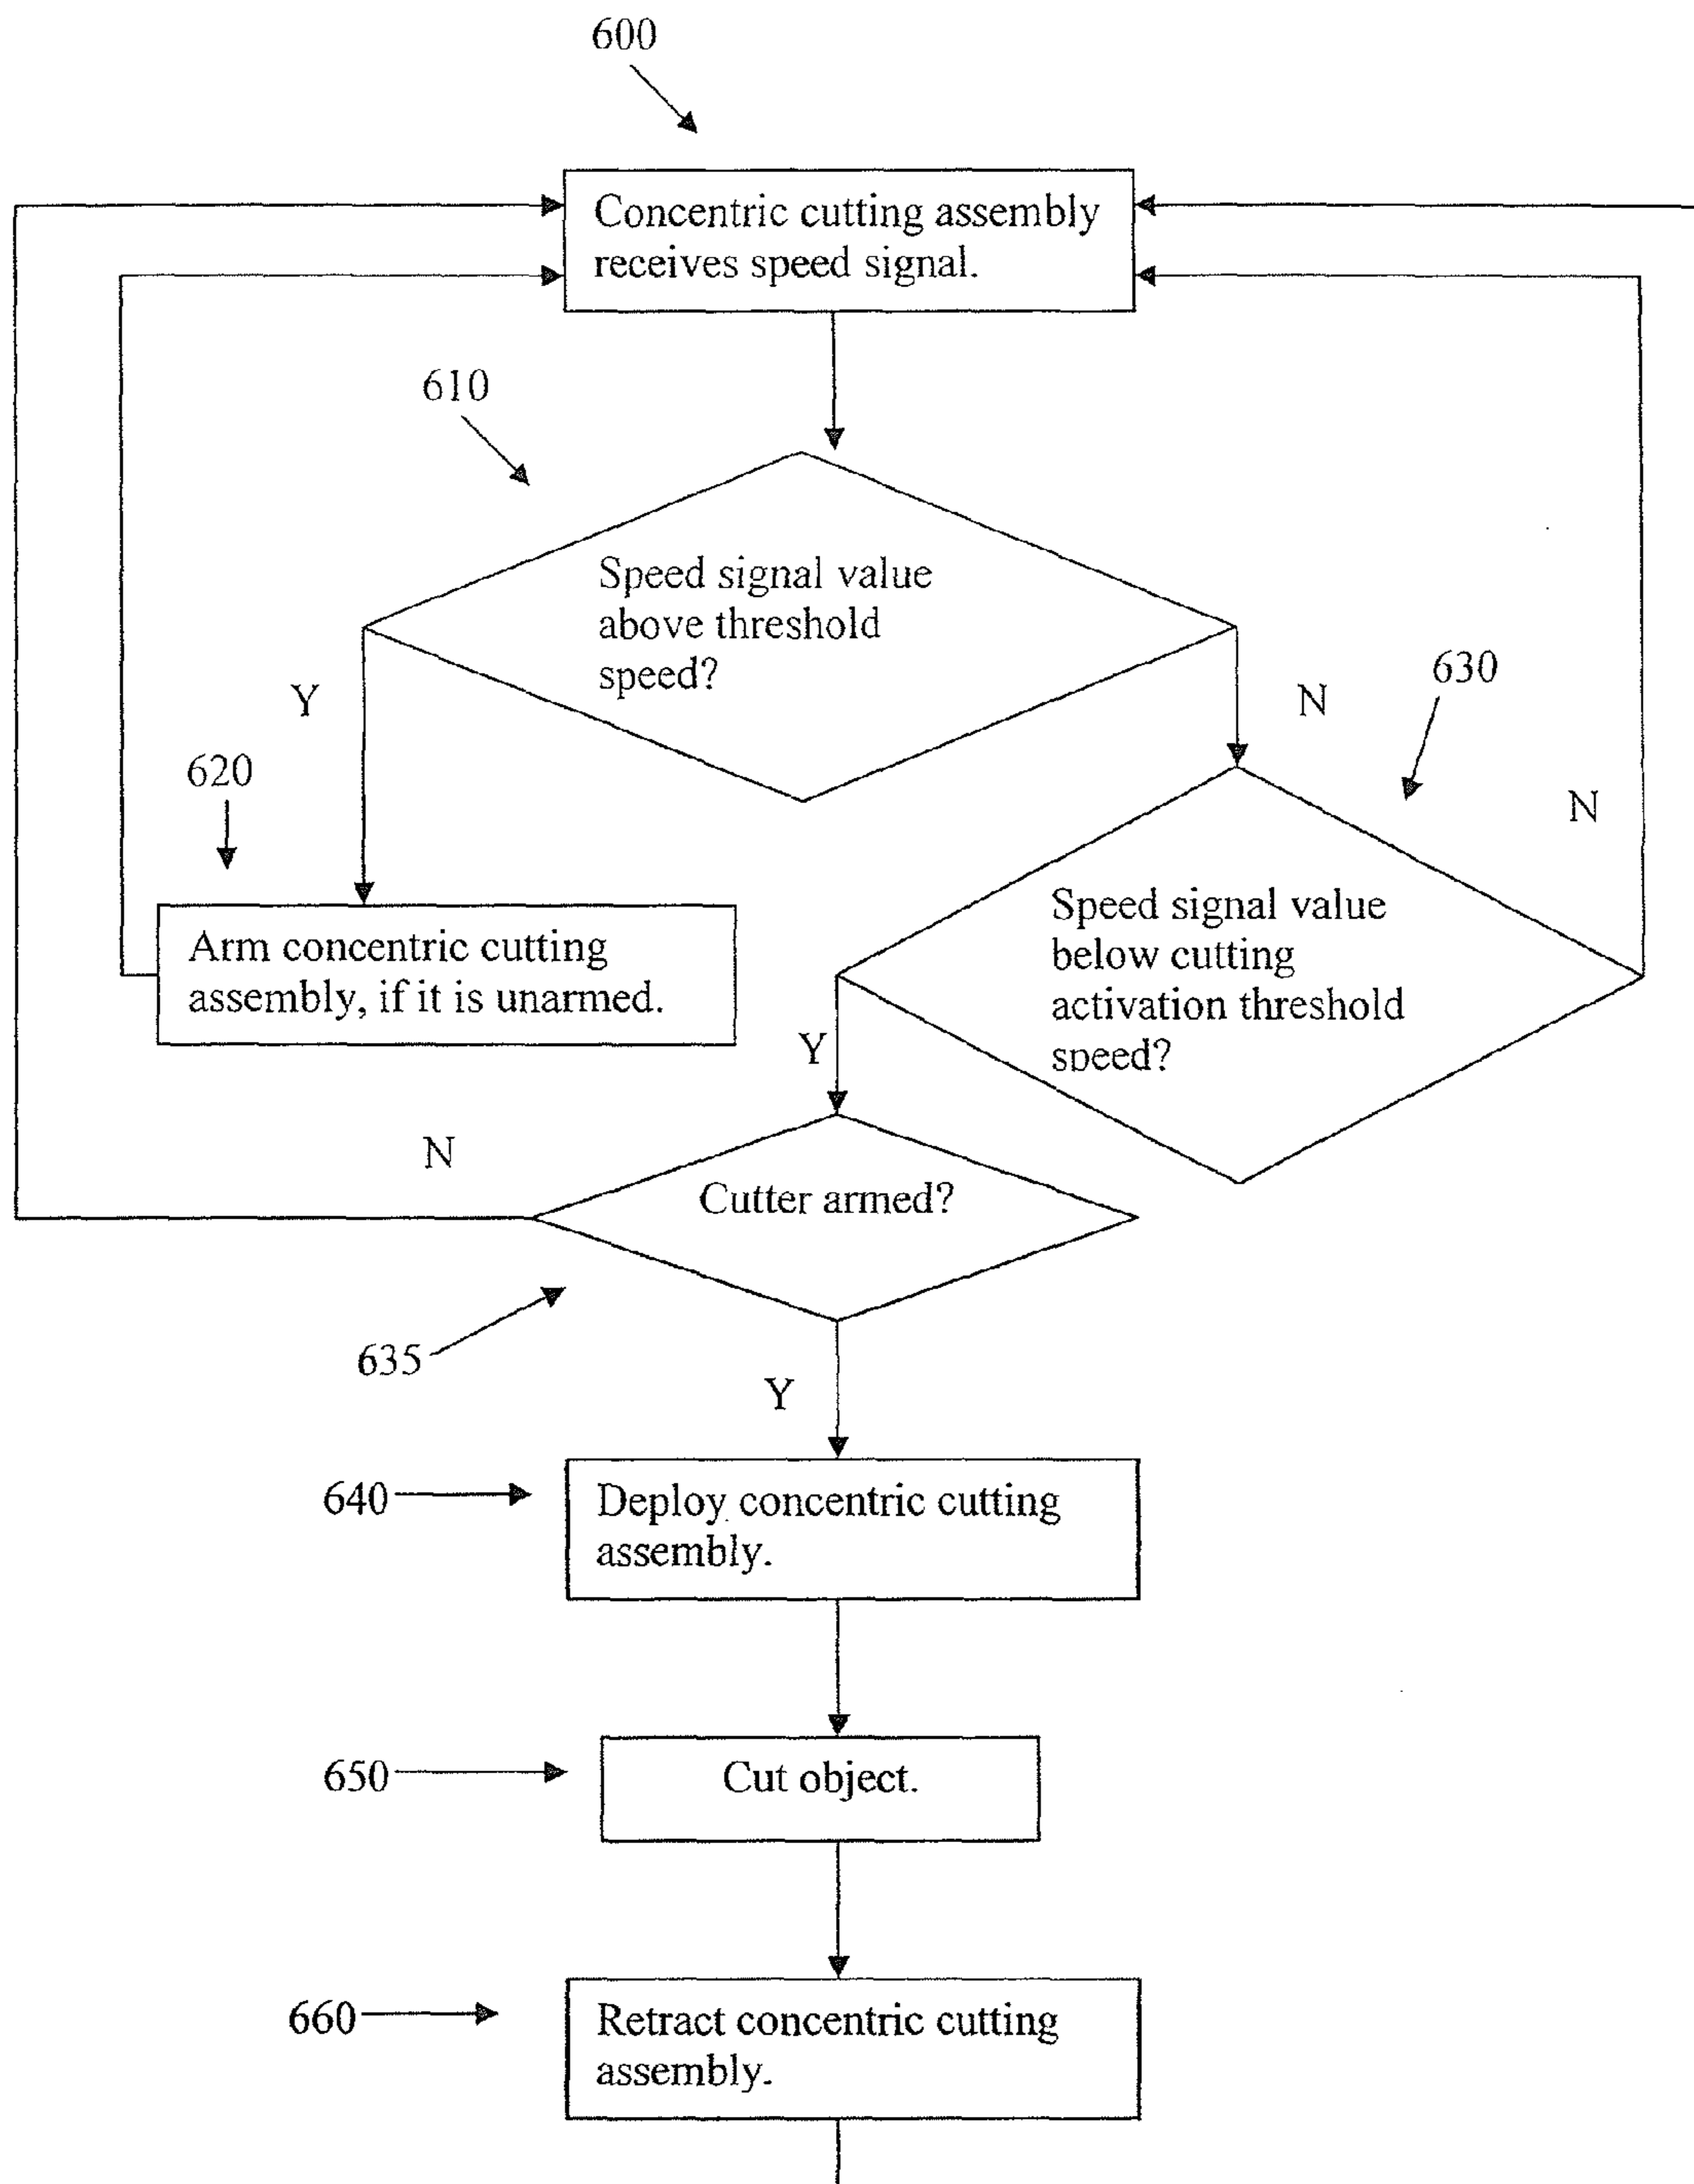 600
Concentric cutting assembly
receives speed signal.
610
Speed signal value
above threshold
speed?
Y
N
630
620
N
Speed signal value
below cutting
activation threshold
speed?
Arm concentric cutting
assembly, if it is unarmed.
Y
N
Cutter armed?
635
Y
640
Deploy concentric cutting
assembly.
650
Cut object.
660
Retract concentric cutting
assembly.